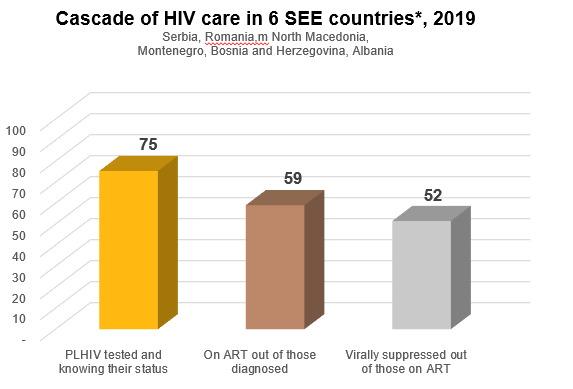 Cascade of HIV care in 6 SEE countries*, 2019
Serbia, Romania,m North Macedonia,
Montenegro, Bosnia and Herzegovina, Albania
100
90
80
70
60
50
40
30
20
10
-
75
59
52
PLHIV tested and
knowing their status
On ART out of those
diagnosed
Virally suppressed out
of those on ART